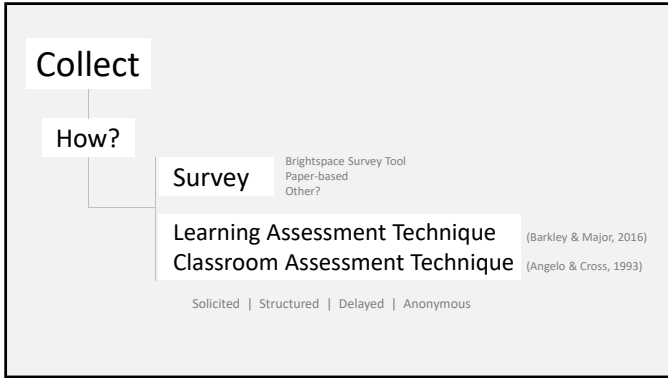 Collect
How?
Survey
Brightspace Survey Tool
Paper-based
Other?
Learning Assessment Technique (Barkley & Major, 2016)
Classroom Assessment Technique (Angelo & Cross, 1993)
Solicited | Structured | Delayed | Anonymous